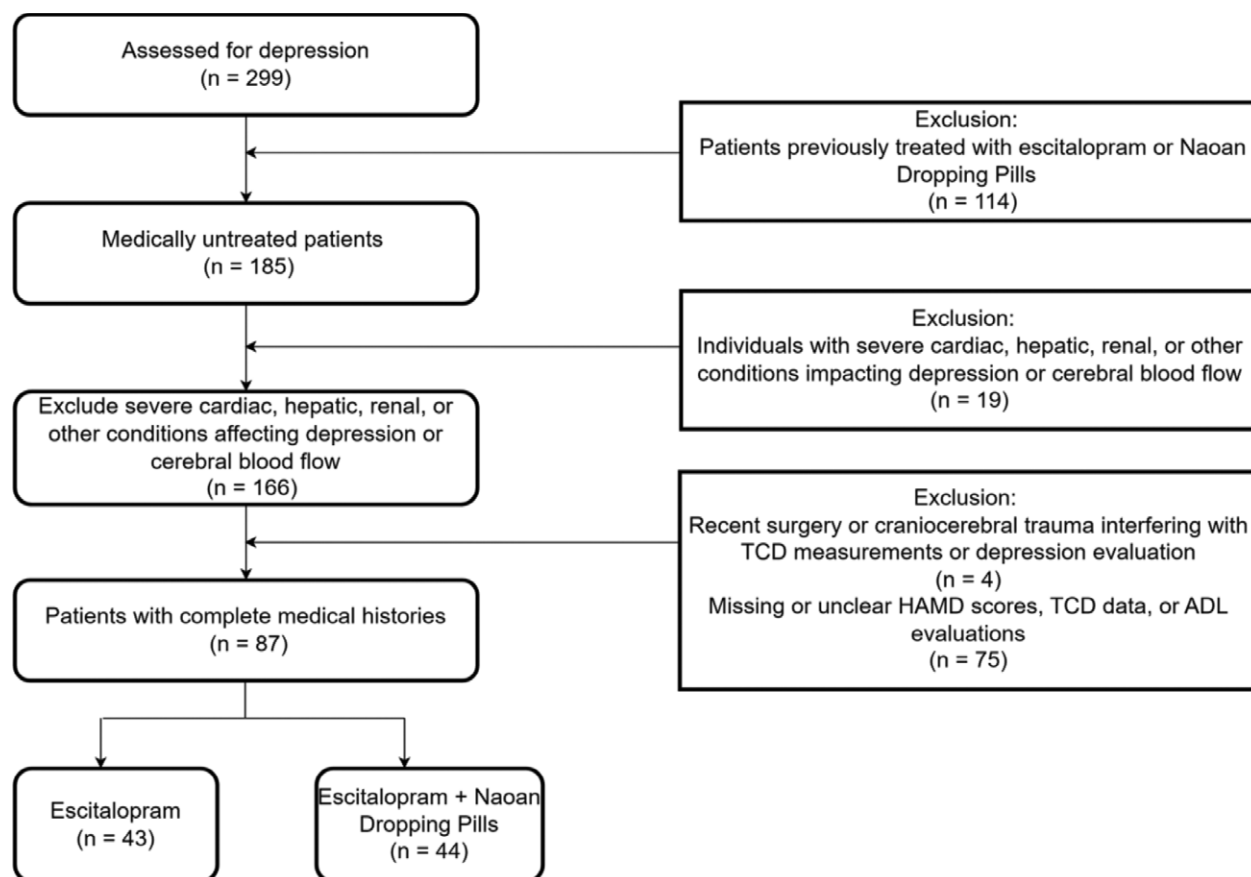 Assessed for depression
(n = 299)
Exclusion:
Patients previously treated with escitalopram or Naoan
Dropping Pills
(n = 114)
Medically untreated patients
(n = 185)
Exclusion:
Individuals with severe cardiac, hepatic, renal, or other
conditions impacting depression or cerebral blood flow
(n = 19)
Exclude severe cardiac, hepatic, renal, or
other conditions affecting depression or
cerebral blood flow
(n = 166)
Exclusion:
Recent surgery or craniocerebral trauma interfering with
TCD measurements or depression evaluation
(n = 4)
Missing or unclear HAMD scores, TCD data, or ADL
evaluations
(n = 75)
Patients with complete medical histories
(n = 87)
Escitalopram
(n = 43)
Escitalopram + Naoan
Dropping Pills
(n = 44)